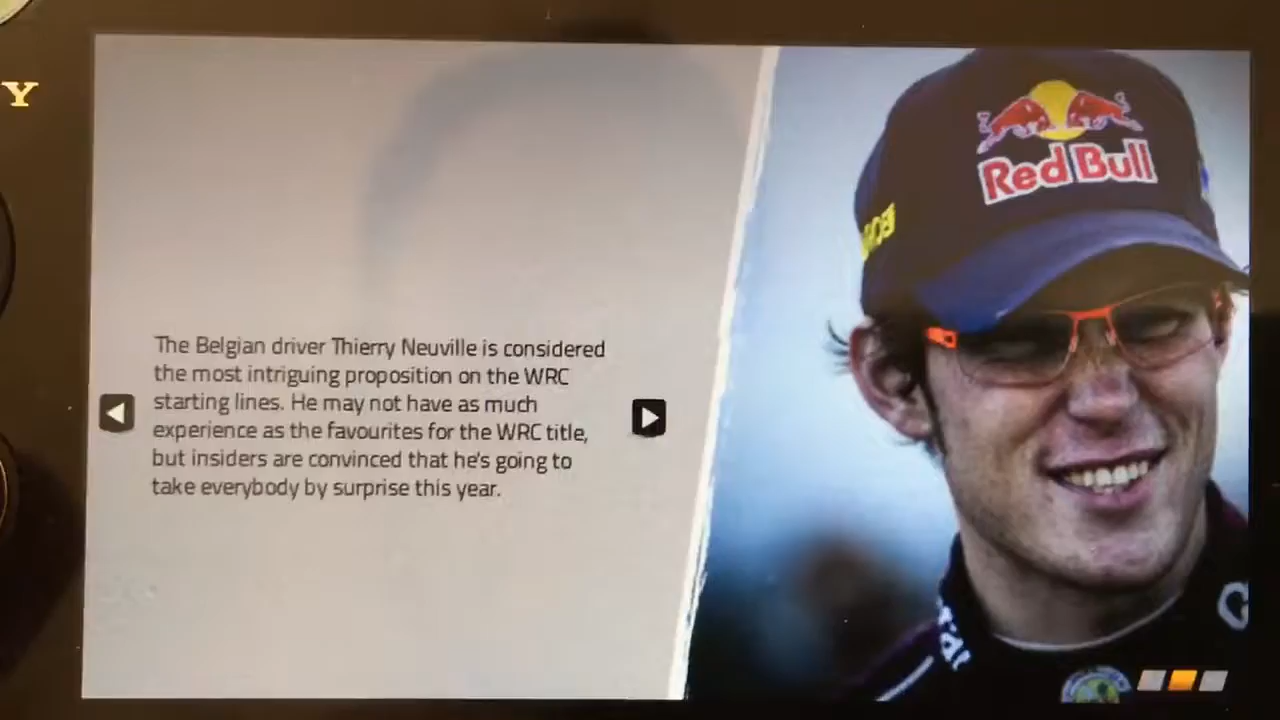 Y
The Belgian driver Thierry Neuville is considered
the most intriguing proposition on the WRC
starting lines. He may not have as much
experience as the favourites for the WRC title,
but insiders are convinced that he's going to
take everybody by surprise this year.
Red Bull